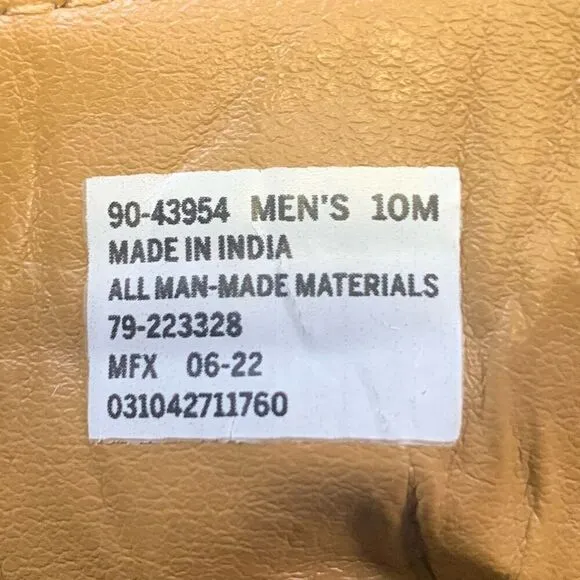 90-43954 MEN'S 10M
MADE IN INDIA
ALL MAN-MADE MATERIALS
79-223328
MFX 06-22
031042711760